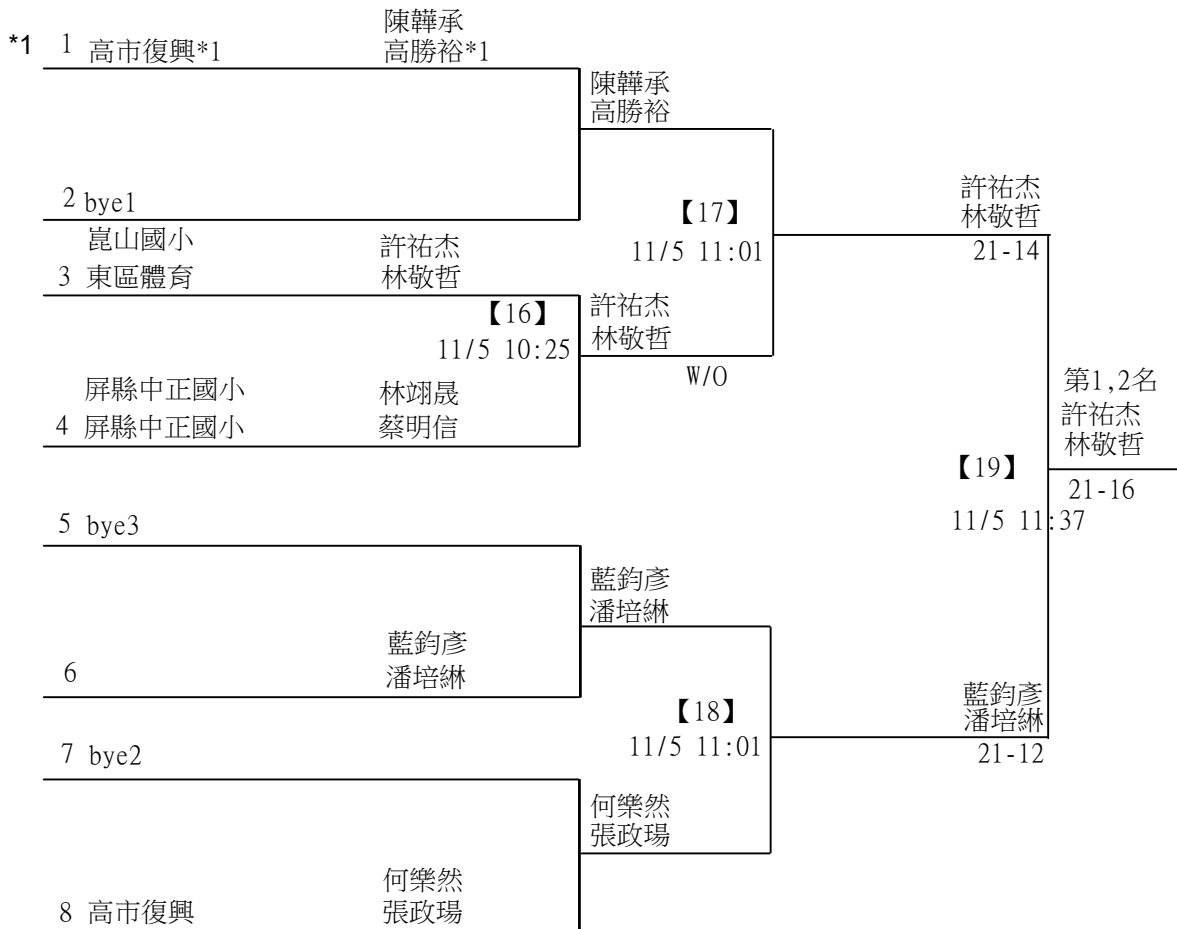 *1 1 高市復興*1 陳韡承
高勝裕*1
陳韡承
高勝裕
2 bye1
【17】
11/5 11:01
許祐杰
林敬哲
21-14
崑山國小
3 東區體育
許祐杰
林敬哲
【16】
11/5 10:25
許祐杰
林敬哲
W/O
屏縣中正國小
4 屏縣中正國小
林翊晟
蔡明信
第1,2名
許祐杰
林敬哲
21-16
【19】
11/5 11:37
5 bye3
藍鈞彥
潘培綝
6
藍鈞彥
潘培綝
【18】
11/5 11:01
藍鈞彥
潘培綝
21-12
7 bye2
何樂然
張政瑒
8 高市復興
何樂然
張政瑒